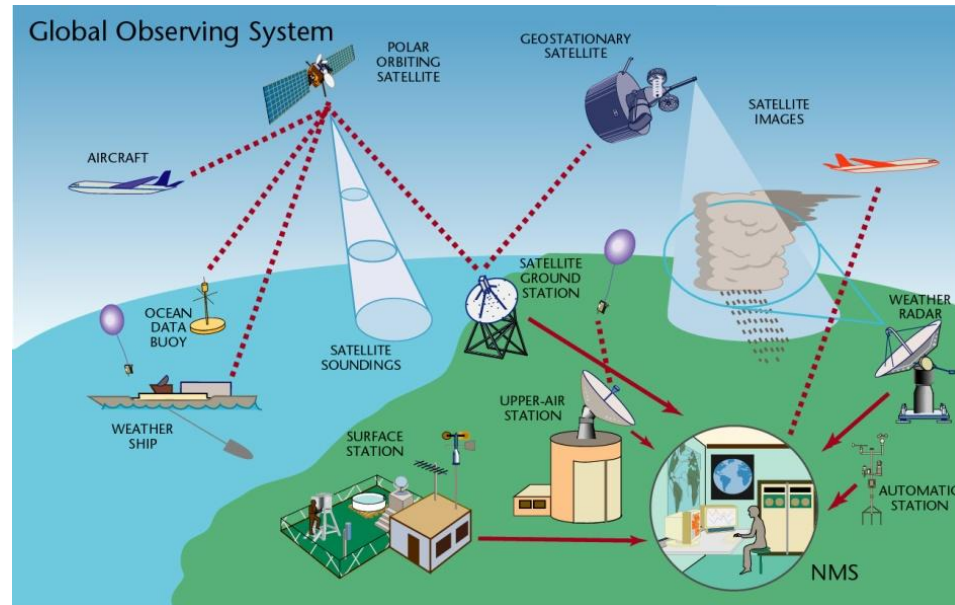 Global Observing System
POLAR
ORBITING
SATELLITE
GEOSTATIONARY
SATELLITE
SATELLITE
IMAGES
AIRCRAFT
SATELLITE
GROUND
STATION
OCEAN
DATA
BUOY
WEATHER
RADAR
SATELLITE
SOUNDINGS
UPPER-AIR
STATION
WEATHER
SHIP
SURFACE
STATION
AUTOMATIC
STATION
NMS